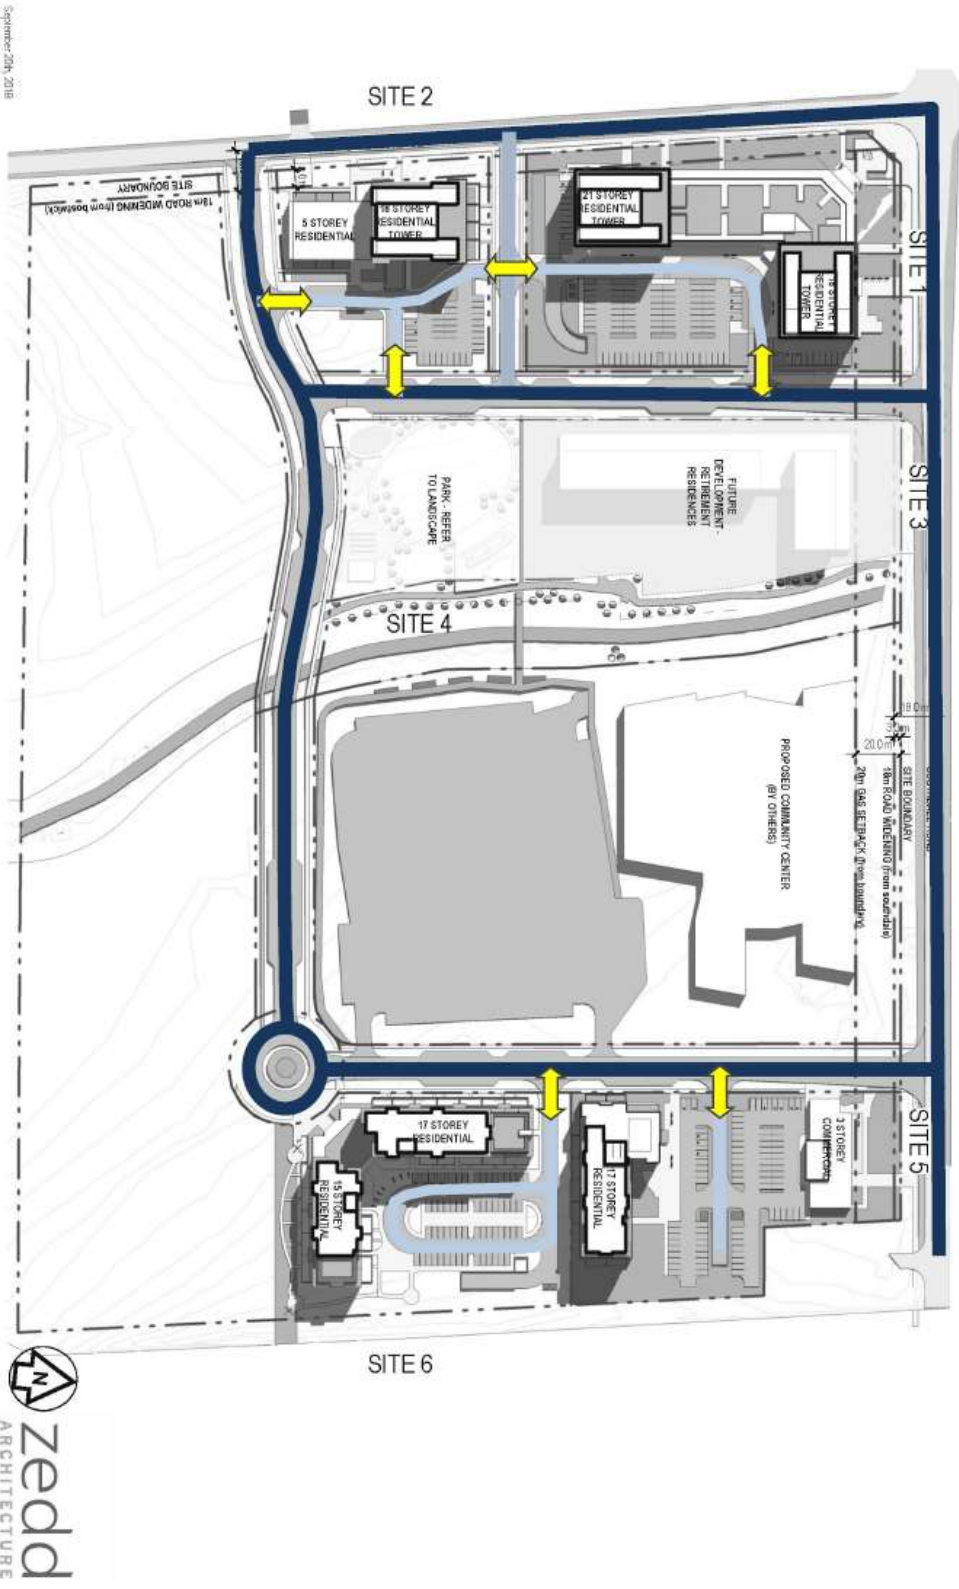 September 20th, 2018
SITE 2
SITE 1
SITE BOUNDARY
18m ROAD WIDENING (from bostwick)
5 STOREY
RESIDENTIAL
18 STOREY
RESIDENTIAL
TOWER
21 STOREY
RESIDENTIAL
TOWER
RESIDENTIAL
TOWER
SITE 3
FUTURE
DEVELOPMENT -
RETIREMENT
RESIDENCES
PARK - REFER
TO LANDSCAPE
SITE 4
18.0m
20.0m
SITE BOUNDARY
18m ROAD WIDENING (from southdale)
20m GAS SETBACK (from boundary)
PROPOSED COMMUNITY CENTER
(BY OTHERS)
SITE 5
3 STOREY
COMMERCIAL
17 STOREY
RESIDENTIAL
17 STOREY
RESIDENTIAL
15 STOREY
RESIDENTIAL
SITE 6
N
zedd
ARCHITECTURE